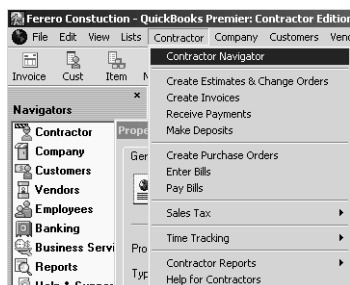 Ferero Constuction - QuickBooks Premier: Contractor Edition
File Edit View Lists Contractor Company Customers
Invoice Cust Item
Contractor Navigator
Create Estimates & Change Orders
Create Invoices
Receive Payments
Make Deposits
Create Purchase Orders
Enter Bills
Pay Bills
Sales Tax
Time Tracking
Contractor Reports
Help for Contractors
Navigators
Contractor
Company
Customers
Vendors
Employees
Banking
Business Servi
Reports